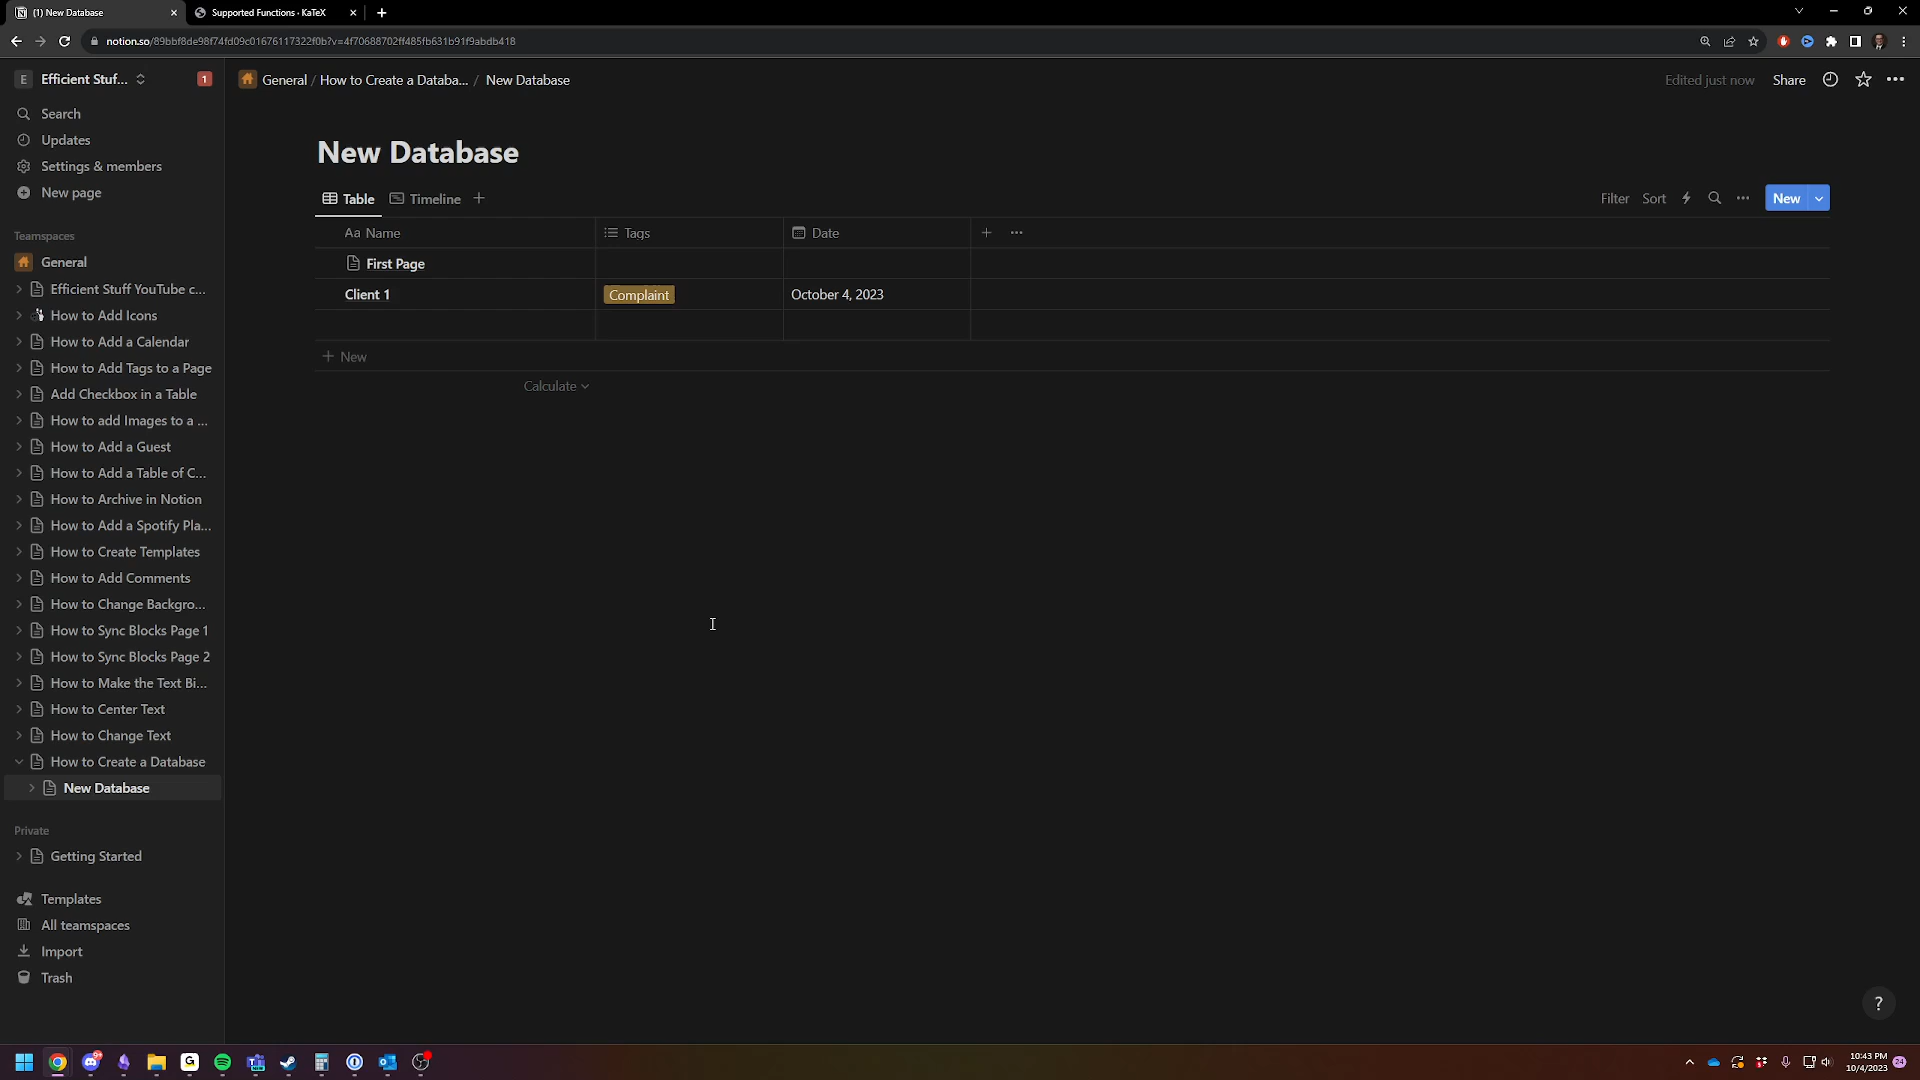 (1) New Database
Supported Functions · KaTeX
notion.so/89bbf8de98f74fd09c01676117322f0b?v=4f70688702ff485fb631b91f9abdb418
E Efficient Stuf... 1
General / How to Create a Databa... / New Database
Edited just now Share
Search
Updates
Settings & members
New page
Teamspaces
General
Efficient Stuff YouTube c...
How to Add Icons
How to Add a Calendar
How to Add Tags to a Page
Add Checkbox in a Table
How to add Images to a ...
How to Add a Guest
How to Add a Table of C...
How to Archive in Notion
How to Add a Spotify Pla...
How to Create Templates
How to Add Comments
How to Change Backgro...
How to Sync Blocks Page 1
How to Sync Blocks Page 2
How to Make the Text Bi...
How to Center Text
How to Change Text
How to Create a Database
New Database
Private
Getting Started
Templates
All teamspaces
Import
Trash
New Database
Table Timeline +
Filter Sort New
Aa Name Tags Date
First Page
Client 1 Complaint October 4, 2023
+ New
Calculate
?
10:43 PM
10/4/2023 24